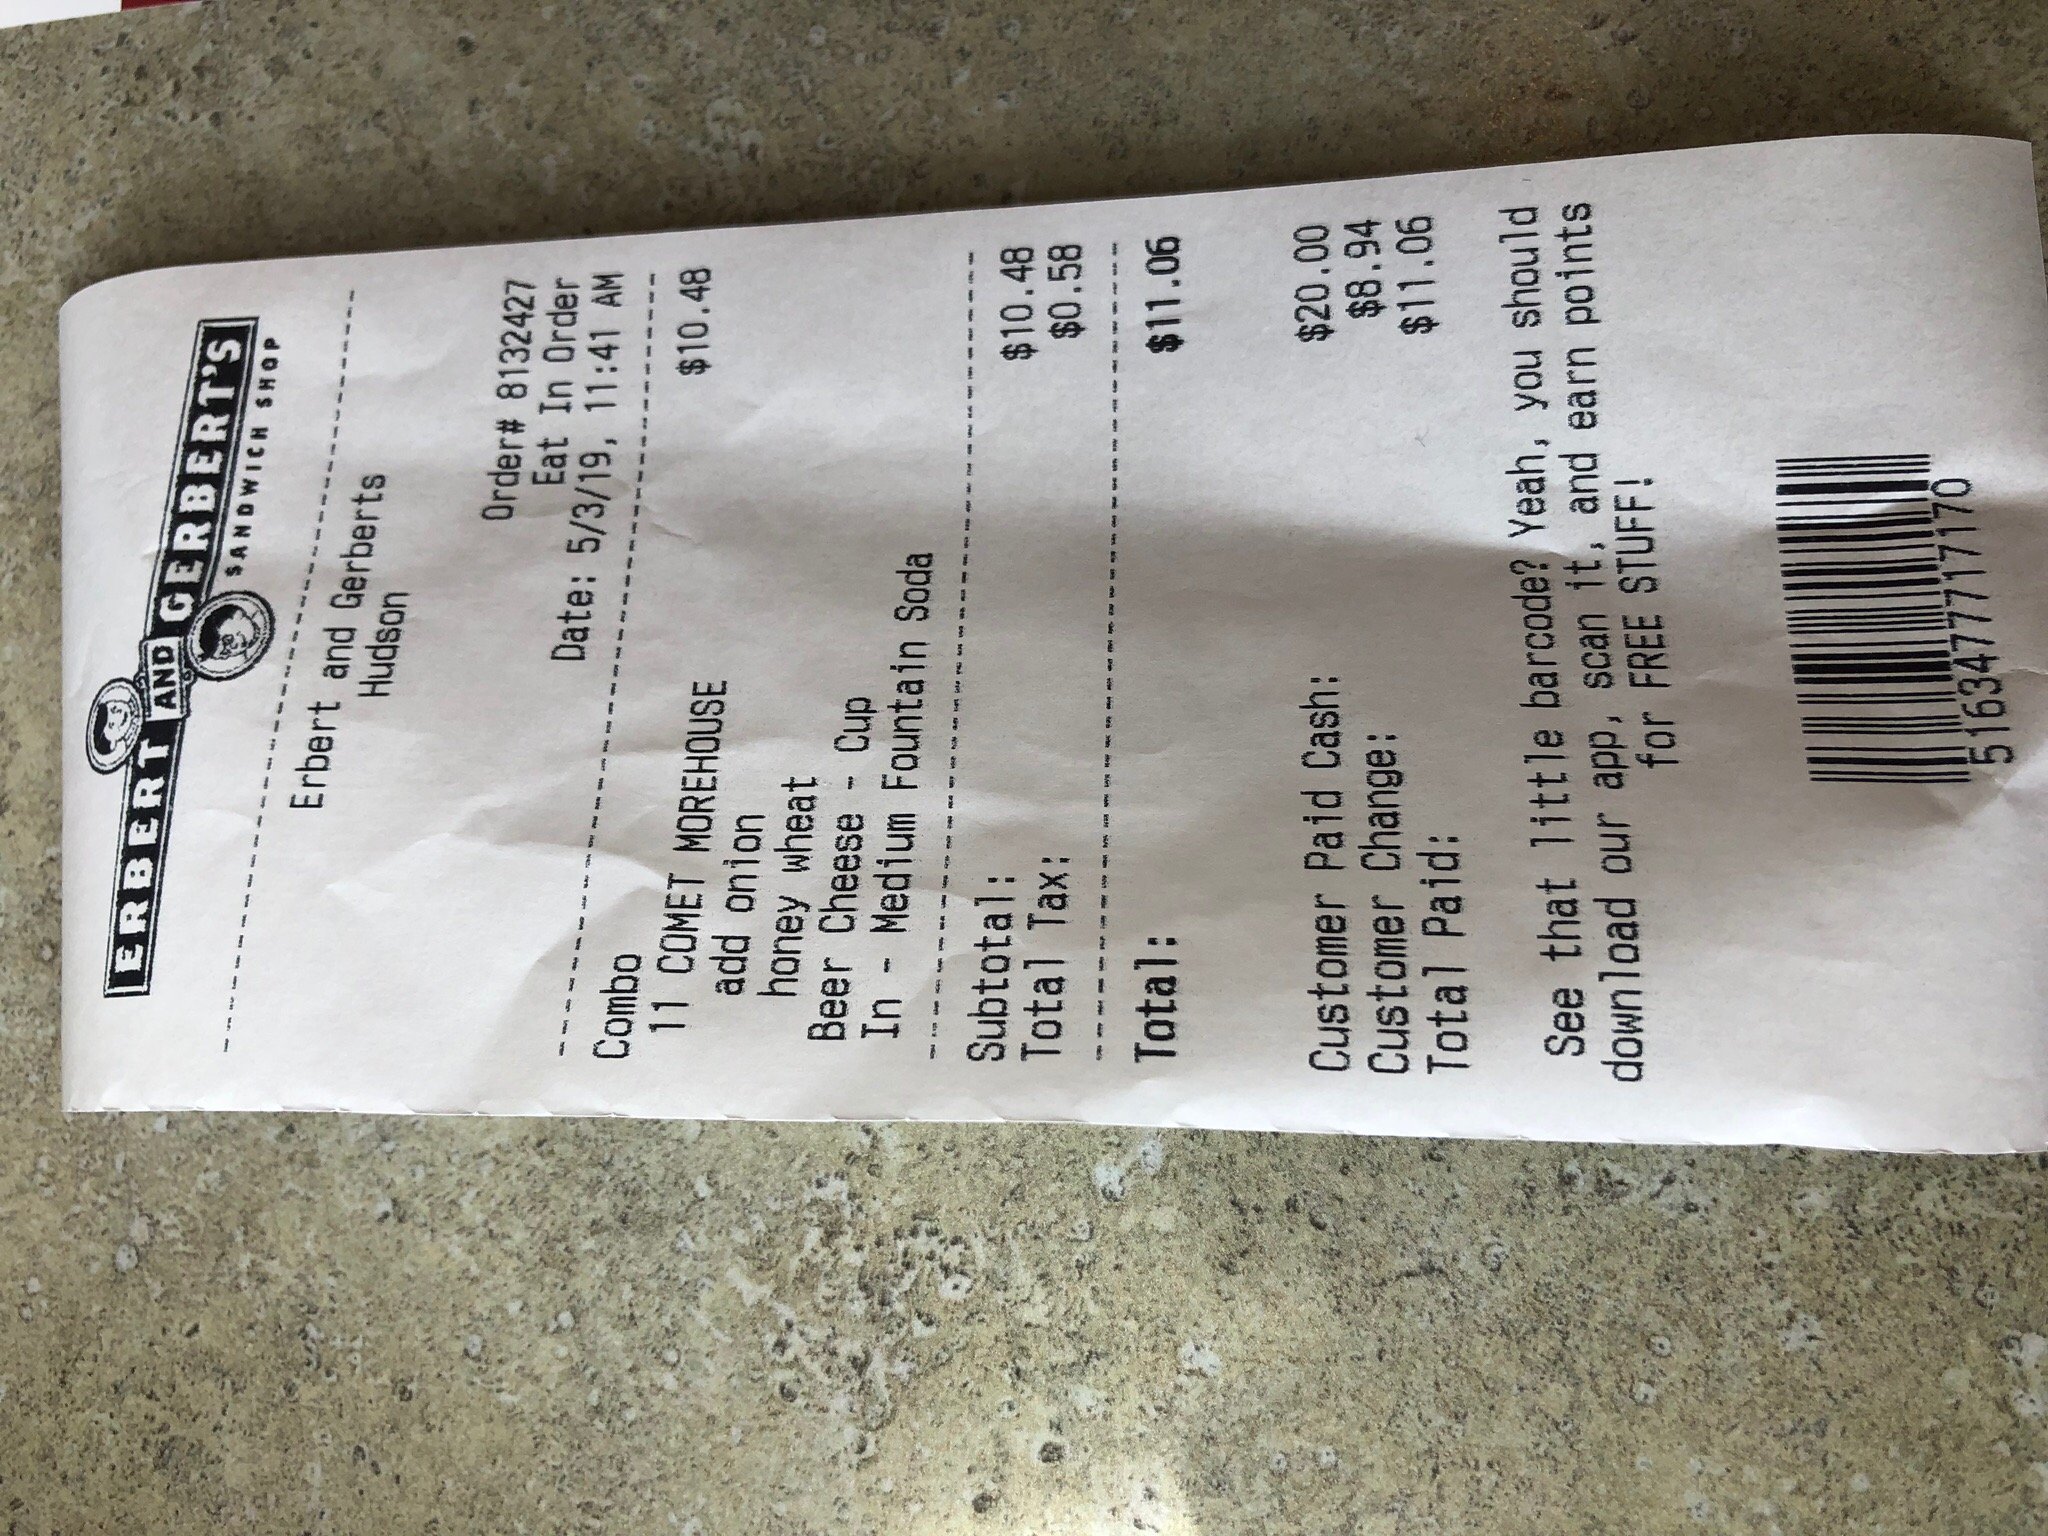 ERBERT AND GERBERT'S
SANDWICH SHOP
Erbert and Gerberts
Hudson
Order# 8132427
Eat In Order
Date: 5/3/19, 11:41 AM
Combo $10.48
11 COMET MOREHOUSE
add onion
honey wheat
Beer Cheese - Cup
In - Medium Fountain Soda
Subtotal: $10.48
Total Tax: $0.58
Total: $11.06
Customer Paid Cash: $20.00
Customer Change: $8.94
Total Paid: $11.06
See that little barcode? Yeah, you should
download our app, scan it, and earn points
for FREE STUFF!
5163477717170